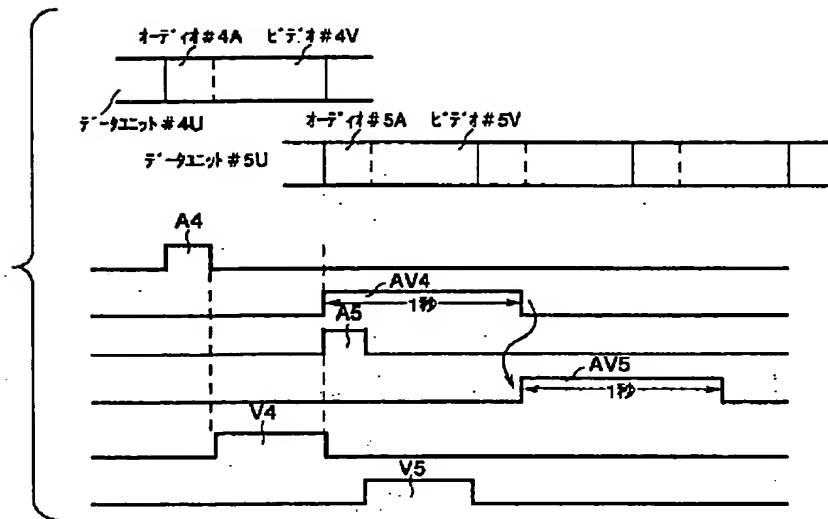 オーディオ#4A ビデオ#4V
データユニット#4U
オーディオ#5A ビデオ#5V
データユニット#5U
A4
AV4
1秒
A5
AV5
1秒
V4
V5